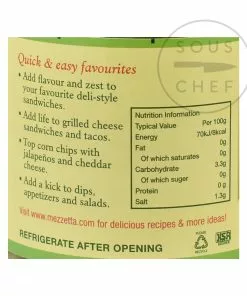 SOUS
CHEF
Quick & easy favourites
• Add flavour and zest to
your favourite deli-style
sandwiches.
• Add life to grilled cheese
sandwiches and tacos.
• Top corn chips with
jalapeños and cheddar
cheese.
• Add a kick to dips,
appetizers and salads.
Nutrition Information
Typical Value Per 100g
Energy 70kJ/8kcal
Fat 0g
Of which saturates 0g
Carbohydrate 3.3g
Of which suger 0g
Protein 0 g
Salt 1.3g
Visit www.mezzetta.com for delicious recipes & more ideas!
REFRIGERATE AFTER OPENING